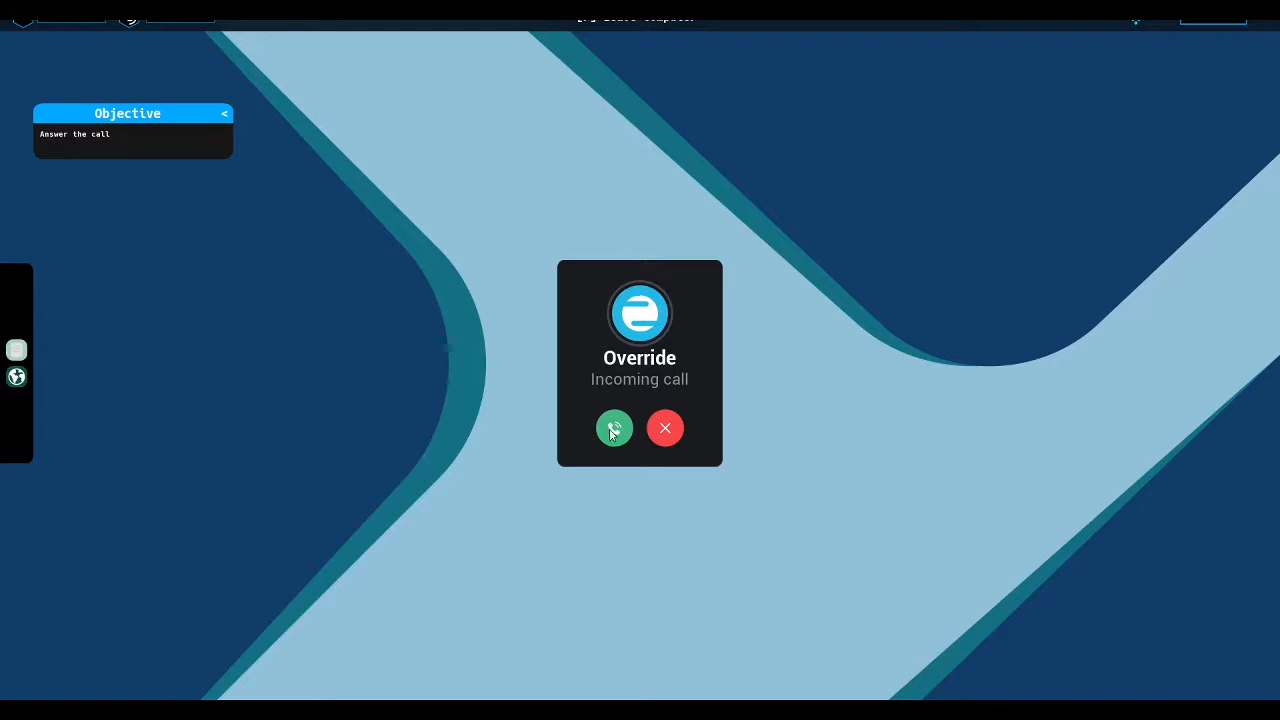 Objective <
Answer the call
Override
Incoming call